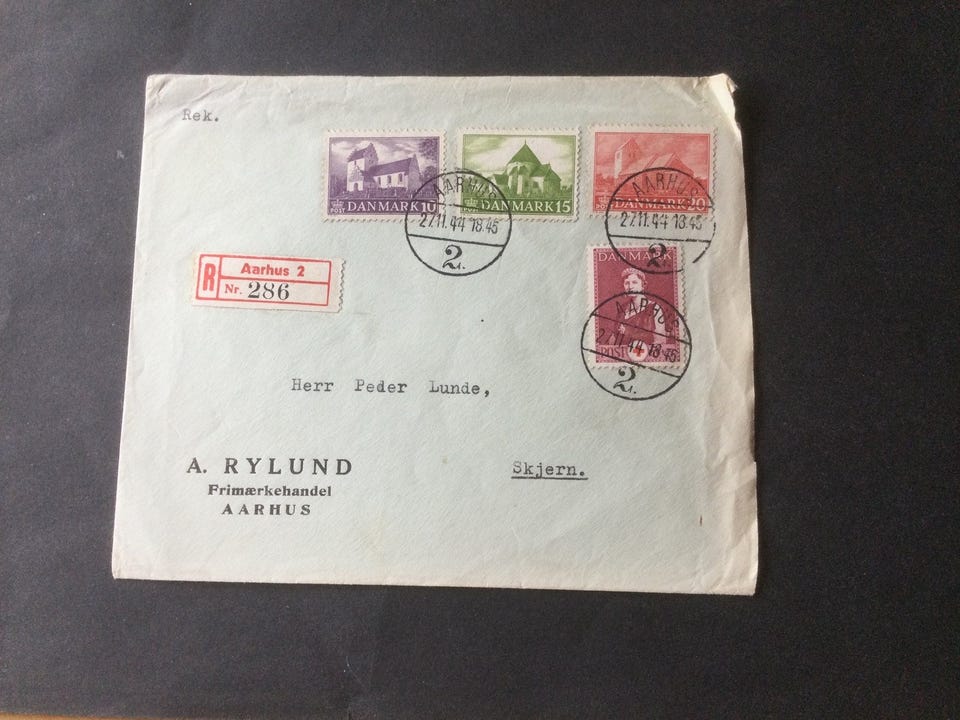 Rek.
DANMARK 10
POST
DANMARK 15
DANMARK 20
AARHUS
27.11.44 18.45
2.
AARHUS
27.11.44 18.45
2.
R Aarhus 2
Nr. 286
DANMARK
POST
AARHUS
27.11.44 18.45
2.
Herr Peder Lunde,
Skjern.
A. RYLUND
Frimærkehandel
AARHUS